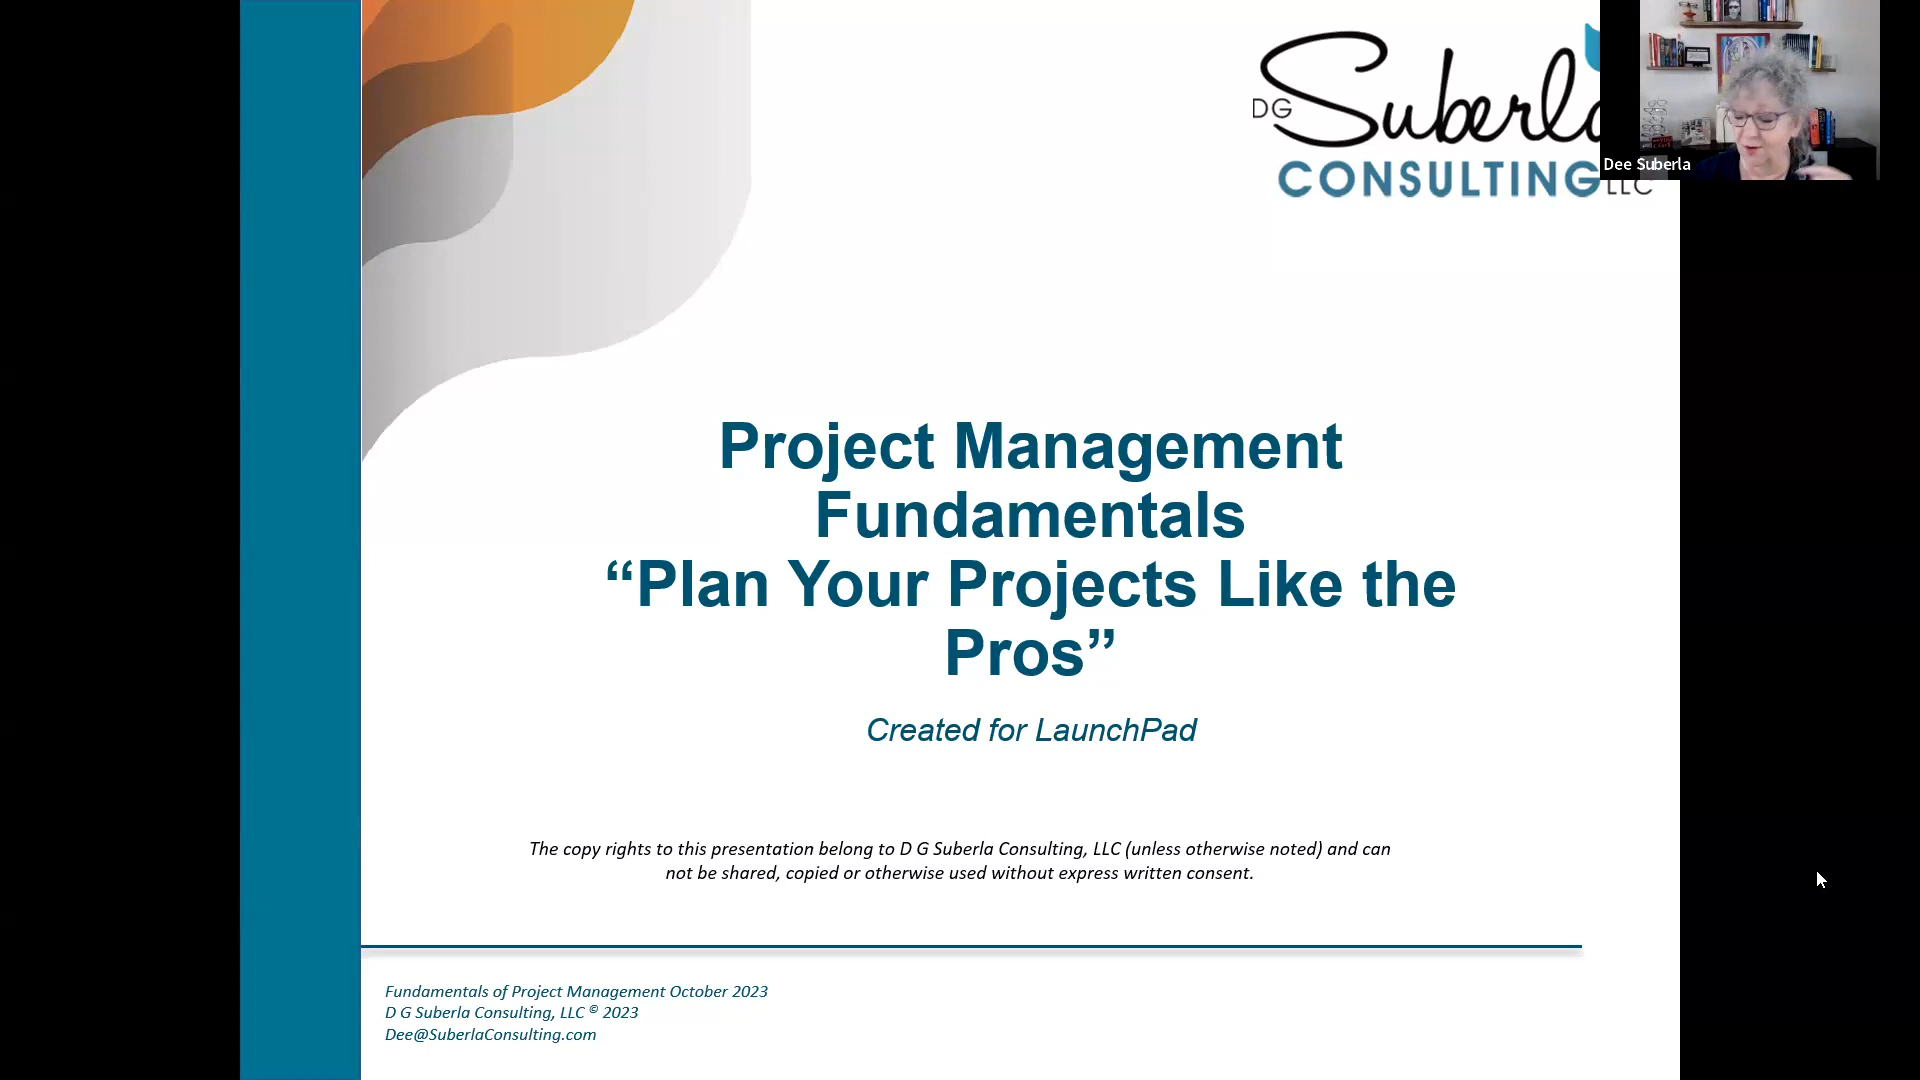 DG Suberla
CONSULTING LLC
Dee Suberla
Project Management
Fundamentals
“Plan Your Projects Like the
Pros”
Created for LaunchPad
The copy rights to this presentation belong to D G Suberla Consulting, LLC (unless otherwise noted) and can
not be shared, copied or otherwise used without express written consent.
Fundamentals of Project Management October 2023
D G Suberla Consulting, LLC © 2023
Dee@SuberlaConsulting.com